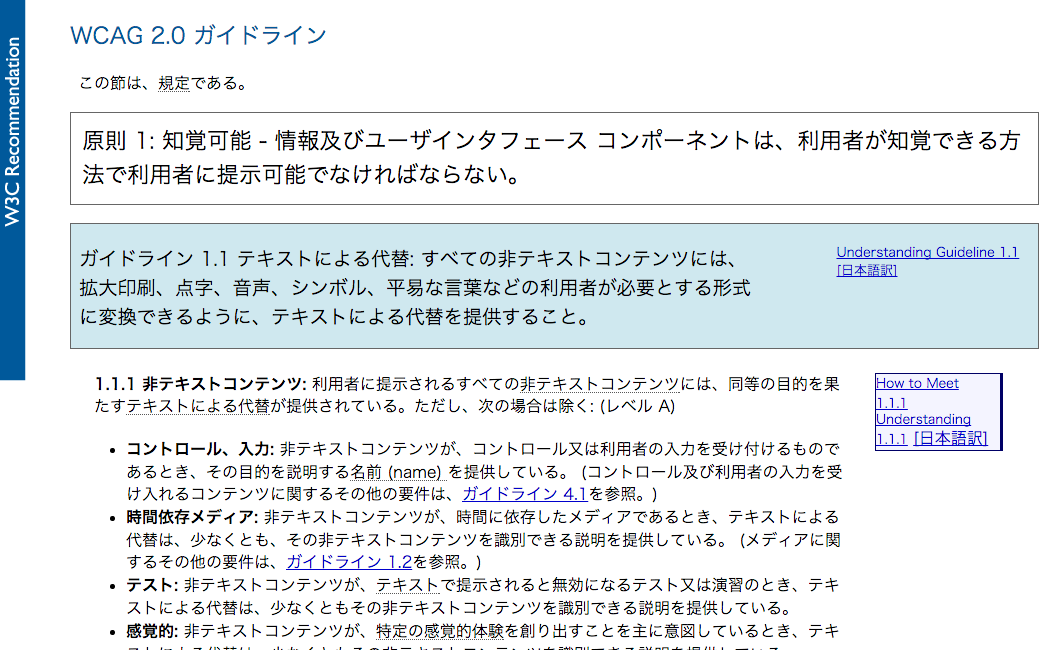 W3C Recommendation
WCAG 2.0 ガイドライン
この節は、規定である。
原則 1: 知覚可能 - 情報及びユーザインタフェース コンポーネントは、利用者が知覚できる方
法で利用者に提示可能でなければならない。
ガイドライン 1.1 テキストによる代替: すべての非テキストコンテンツには、
拡大印刷、点字、音声、シンボル、平易な言葉などの利用者が必要とする形式
に変換できるように、テキストによる代替を提供すること。
Understanding Guideline 1.1
[日本語訳]
1.1.1 非テキストコンテンツ: 利用者に提示されるすべての非テキストコンテンツには、同等の目的を果
たすテキストによる代替が提供されている。ただし、次の場合は除く: (レベル A)
How to Meet
1.1.1
Understanding
1.1.1 [日本語訳]
• コントロール、入力: 非テキストコンテンツが、コントロール又は利用者の入力を受け付けるもので
あるとき、その目的を説明する名前 (name) を提供している。 (コントロール及び利用者の入力を受
け入れるコンテンツに関するその他の要件は、ガイドライン 4.1を参照。)
• 時間依存メディア: 非テキストコンテンツが、時間に依存したメディアであるとき、テキストによる
代替は、少なくとも、その非テキストコンテンツを識別できる説明を提供している。 (メディアに関
するその他の要件は、ガイドライン 1.2を参照。)
• テスト: 非テキストコンテンツが、テキストで提示されると無効になるテスト又は演習のとき、テキ
ストによる代替は、少なくともその非テキストコンテンツを識別できる説明を提供している。
• 感覚的: 非テキストコンテンツが、特定の感覚的体験を創り出すことを主に意図しているとき、テキ